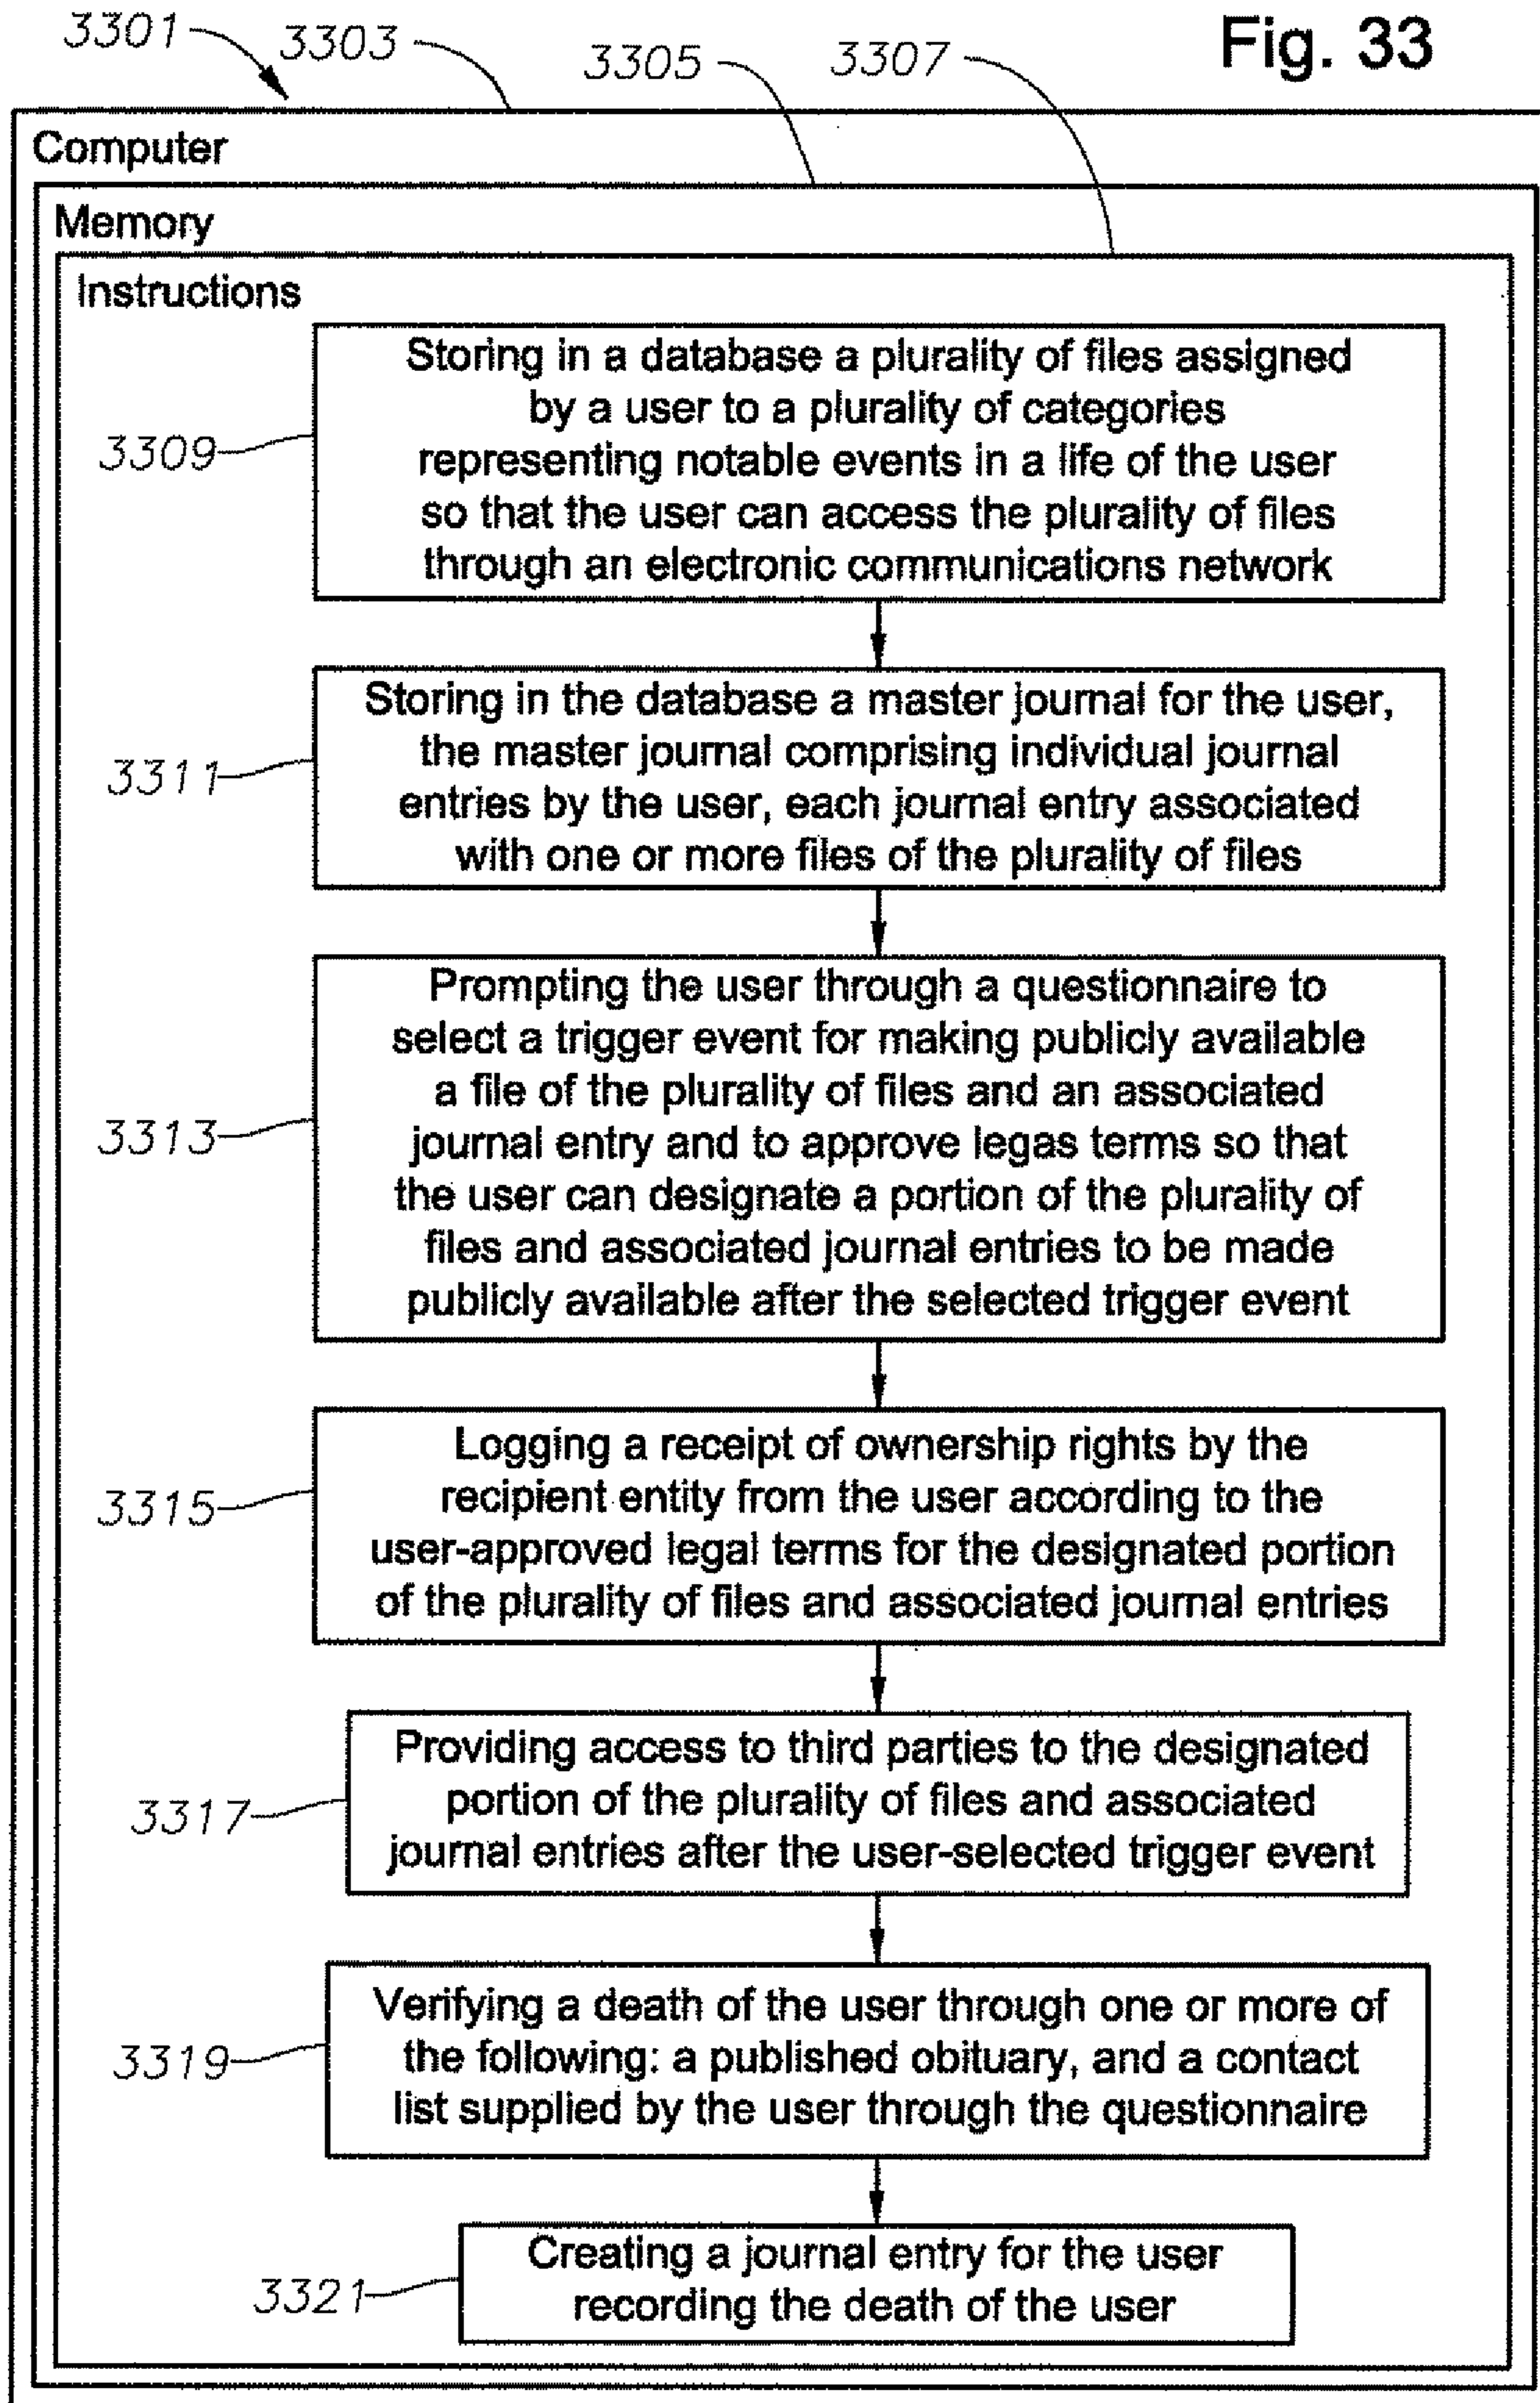 Fig. 33
3301 3303 3305 3307
Computer
Memory
Instructions
3309
Storing in a database a plurality of files assigned
by a user to a plurality of categories
representing notable events in a life of the user
so that the user can access the plurality of files
through an electronic communications network
3311
Storing in the database a master journal for the user,
the master journal comprising individual journal
entries by the user, each journal entry associated
with one or more files of the plurality of files
3313
Prompting the user through a questionnaire to
select a trigger event for making publicly available
a file of the plurality of files and an associated
journal entry and to approve legas terms so that
the user can designate a portion of the plurality of
files and associated journal entries to be made
publicly available after the selected trigger event
3315
Logging a receipt of ownership rights by the
recipient entity from the user according to the
user-approved legal terms for the designated portion
of the plurality of files and associated journal entries
3317
Providing access to third parties to the designated
portion of the plurality of files and associated
journal entries after the user-selected trigger event
3319
Verifying a death of the user through one or more of
the following: a published obituary, and a contact
list supplied by the user through the questionnaire
3321
Creating a journal entry for the user
recording the death of the user